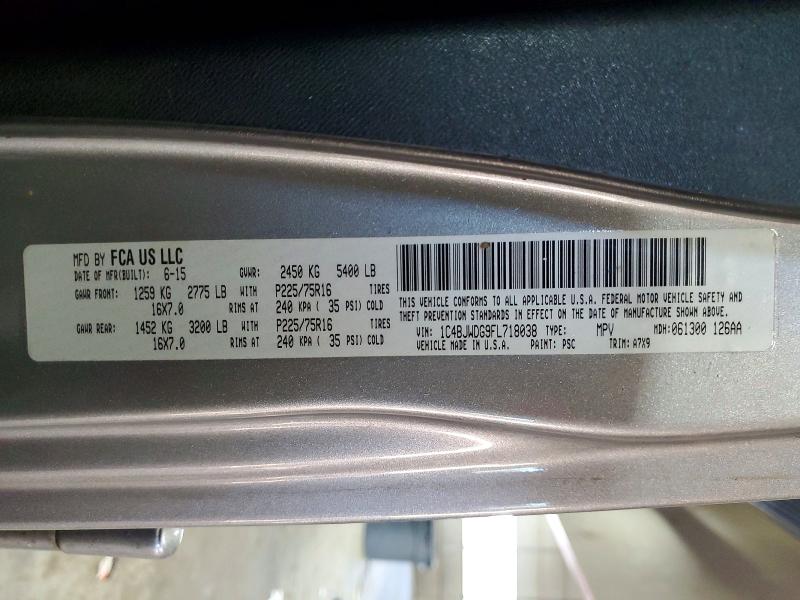 MFD BY FCA US LLC
DATE OF MFR(BUILT): 6-15 GVWR: 2450 KG 5400 LB
GAWR FRONT: 1259 KG 2775 LB WITH P225/75R16 TIRES
16X7.0 RIMS AT 240 KPA ( 35 PSI) COLD
GAWR REAR: 1452 KG 3200 LB WITH P225/75R16 TIRES
16X7.0 RIMS AT 240 KPA ( 35 PSI) COLD
THIS VEHICLE CONFORMS TO ALL APPLICABLE U.S.A. FEDERAL MOTOR VEHICLE SAFETY AND
THEFT PREVENTION STANDARDS IN EFFECT ON THE DATE OF MANUFACTURE SHOWN ABOVE.
VIN: 1C4BJWDG9FL718038 TYPE: MPV MDH: 061300 126AA
VEHICLE MADE IN U.S.A. PAINT: PSC TRIM: A7X9